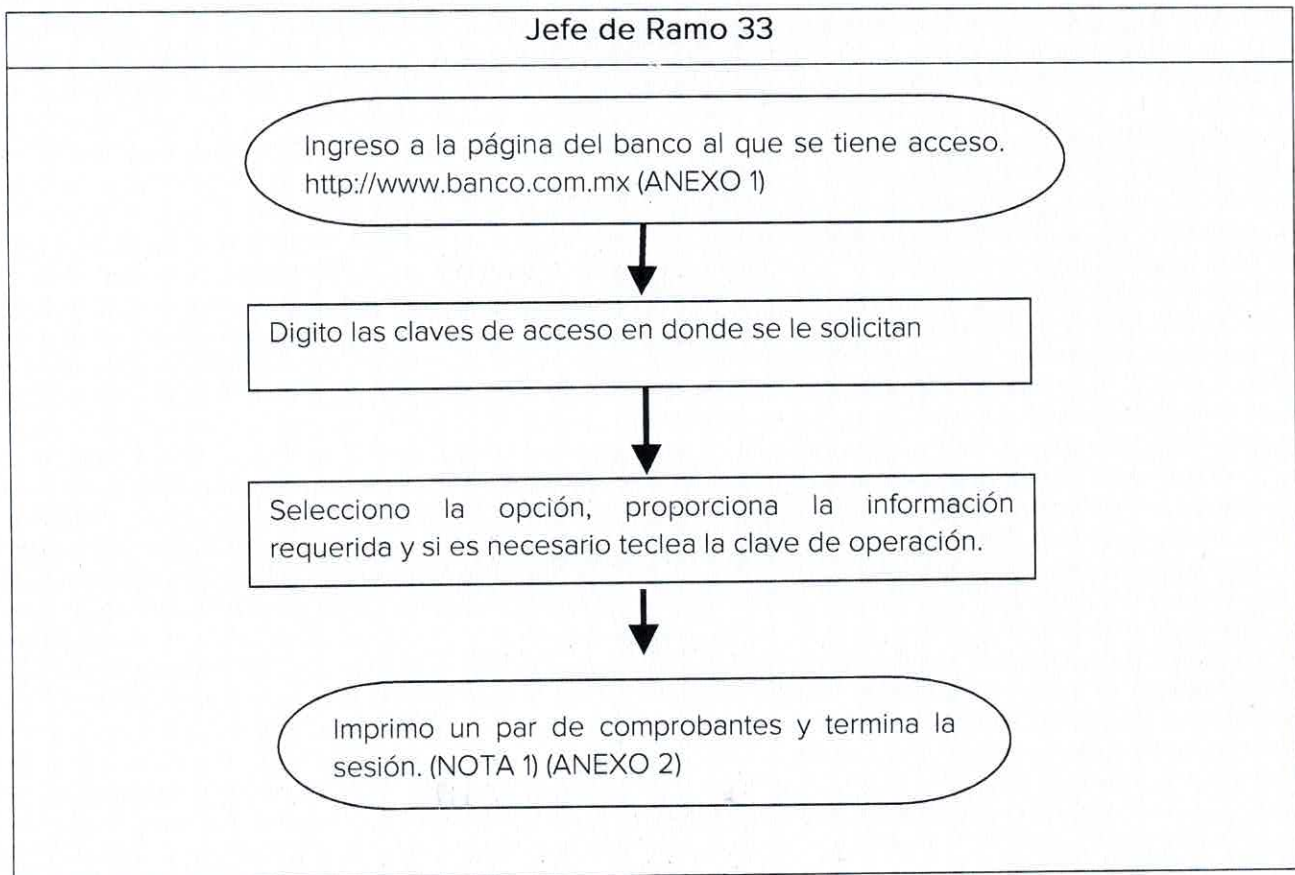 Jefe de Ramo 33
Ingreso a la página del banco al que se tiene acceso.
http://www.banco.com.mx (ANEXO 1)
Digito las claves de acceso en donde se le solicitan
Selecciono la opción, proporciona la información
requerida y si es necesario teclea la clave de operación.
Imprimo un par de comprobantes y termina la
sesión. (NOTA 1) (ANEXO 2)